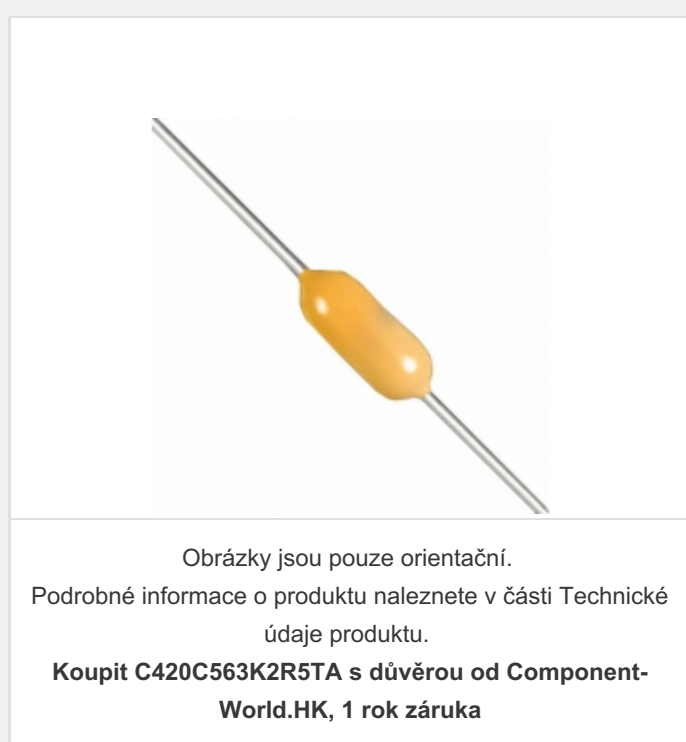 Obrázky jsou pouze orientační.
Podrobné informace o produktu naleznete v části Technické
údaje produktu.
Koupit C420C563K2R5TA s důvěrou od Component-
World.HK, 1 rok záruka